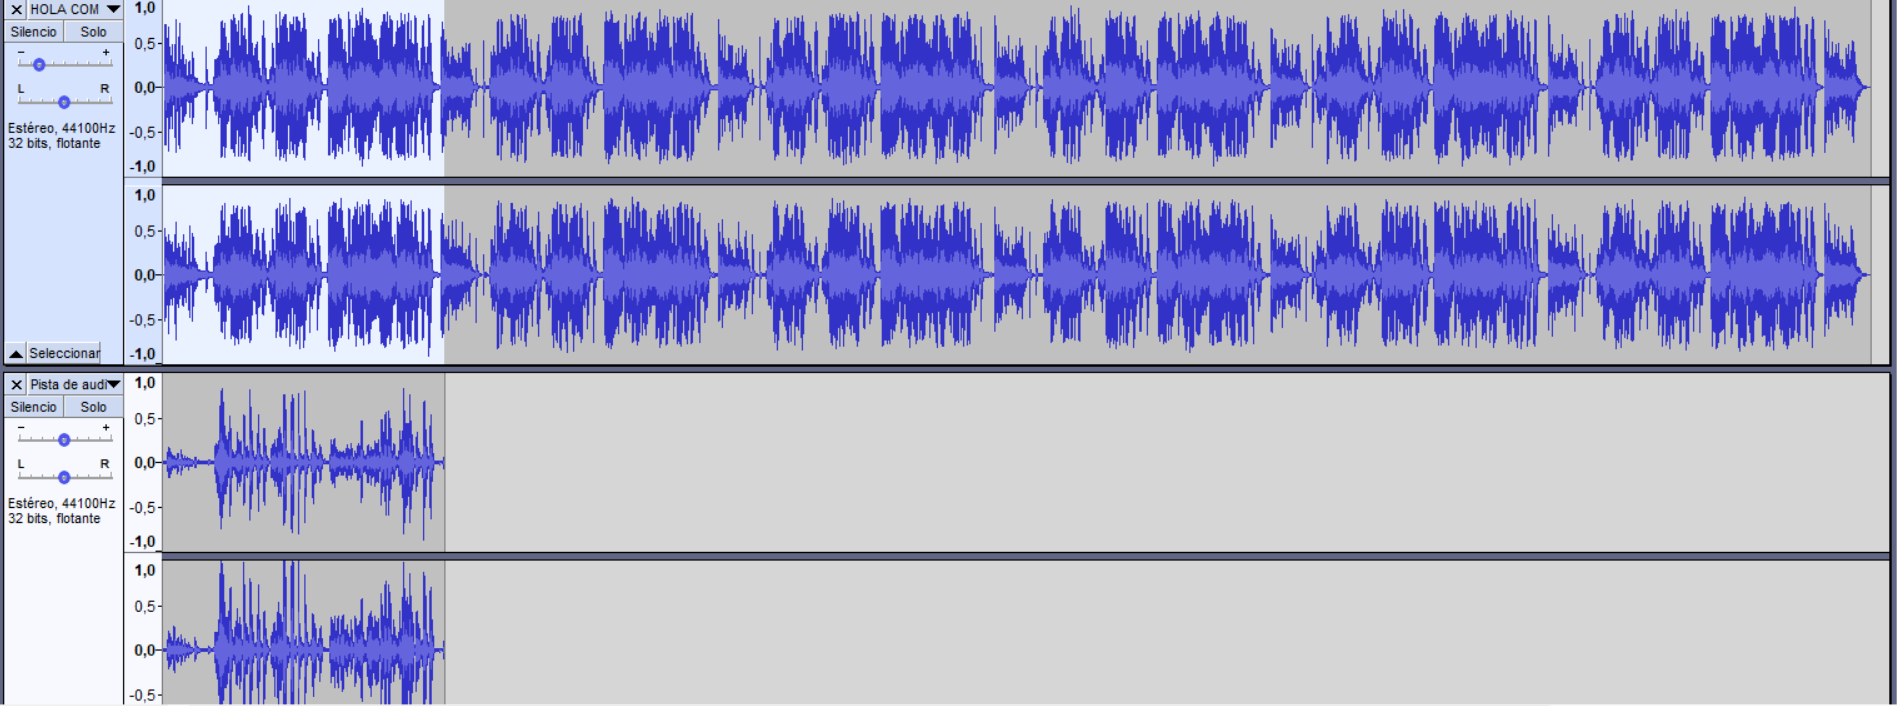 HOLA COM
Silencio Solo
- +
L R
Estéreo, 44100Hz
32 bits, flotante
Seleccionar
1,0
0,5-
0,0-
-0,5-
-1,0
1,0
0,5-
0,0-
-0,5-
-1,0
Pista de audi
Silencio Solo
- +
L R
Estéreo, 44100Hz
32 bits, flotante
1,0
0,5-
0,0-
-0,5-
-1,0
1,0
0,5-
0,0-
-0,5-